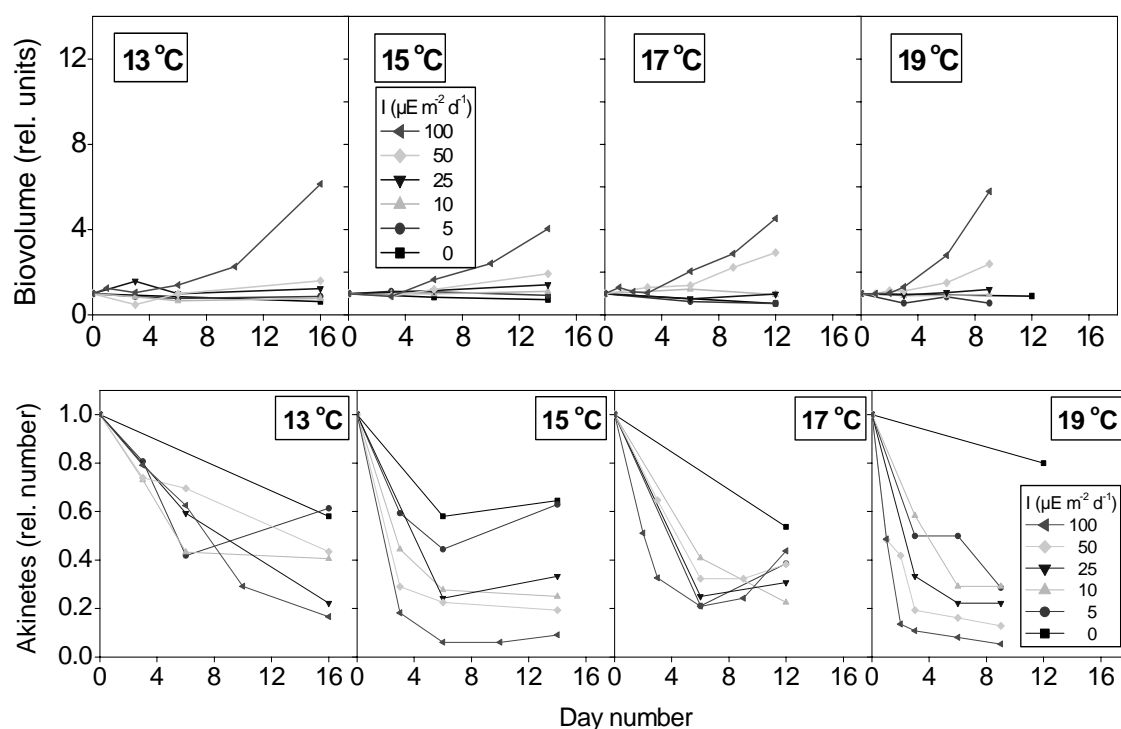 13 °C
15 °C
17 °C
19 °C
Biovolume (rel. units)
12
8
4
0
I (µE m⁻² d⁻¹)
100
50
25
10
5
0
0 4 8 12 16
0 4 8 12 16
0 4 8 12 16
0 4 8 12 16
13 °C
15 °C
17 °C
19 °C
Akinetes (rel. number)
1.0
0.8
0.6
0.4
0.2
0.0
I (µE m⁻² d⁻¹)
100
50
25
10
5
0
0 4 8 12 16
0 4 8 12 16
0 4 8 12 16
0 4 8 12 16
Day number